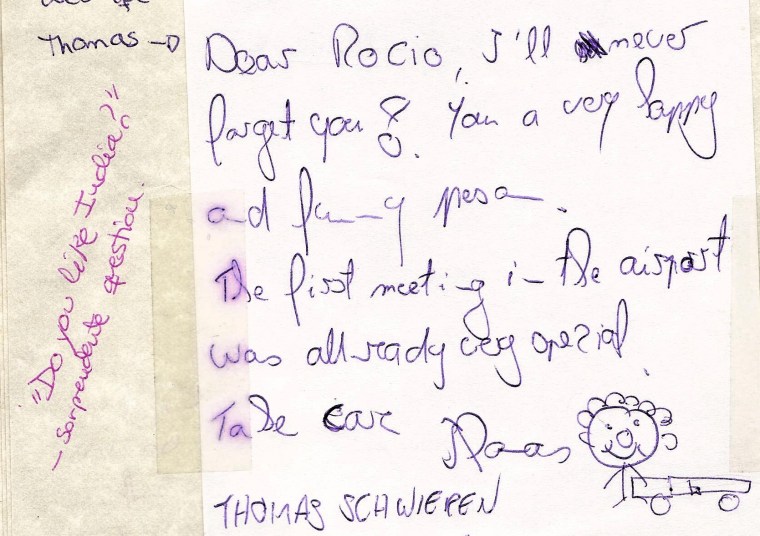 Thomas →
Dear Rocio, I'll never
forget you ! You a very happy
and funny person.
The first meeting in the airport
was allready very spezial.
Take care Thomas
THOMAS SCHWIEREN
"Do you like India?"
- Sorprendente question.